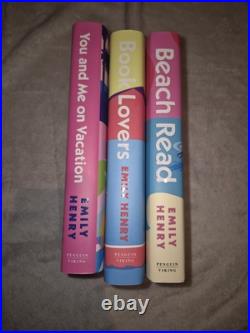 You and Me on Vacation
EMILY
HENRY
PENGUIN
VIKING
Book Lovers
EMILY HENRY
PENGUIN
VIKING
Beach Read
EMILY
HENRY
PENGUIN
VIKING